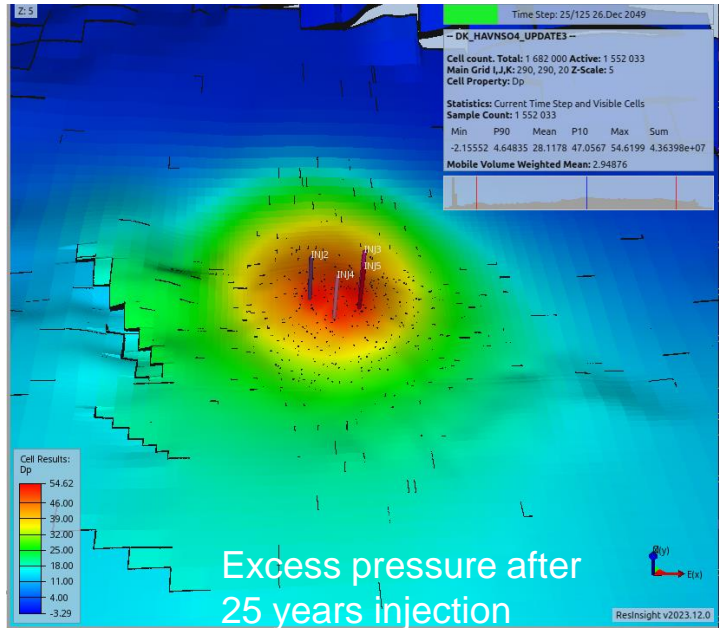 Z: 5
Time Step: 25/125 26.Dec 2049
-- DK_HAVNSO4_UPDATE3 --
Cell count. Total: 1 682 000 Active: 1 552 033
Main Grid I,J,K: 290, 290, 20 Z-Scale: 5
Cell Property: Dp
Statistics: Current Time Step and Visible Cells
Sample Count: 1 552 033
Min P90 Mean P10 Max Sum
-2.15552 4.64835 28.1178 47.0567 54.6199 4.36398e+07
Mobile Volume Weighted Mean: 2.94876
INJ2
INJ3
INJ5
INJ4
Cell Results:
Dp
54.62
46.00
39.00
32.00
25.00
18.00
11.00
4.00
-3.29
Excess pressure after
25 years injection
E(x)
ResInsight v2023.12.0